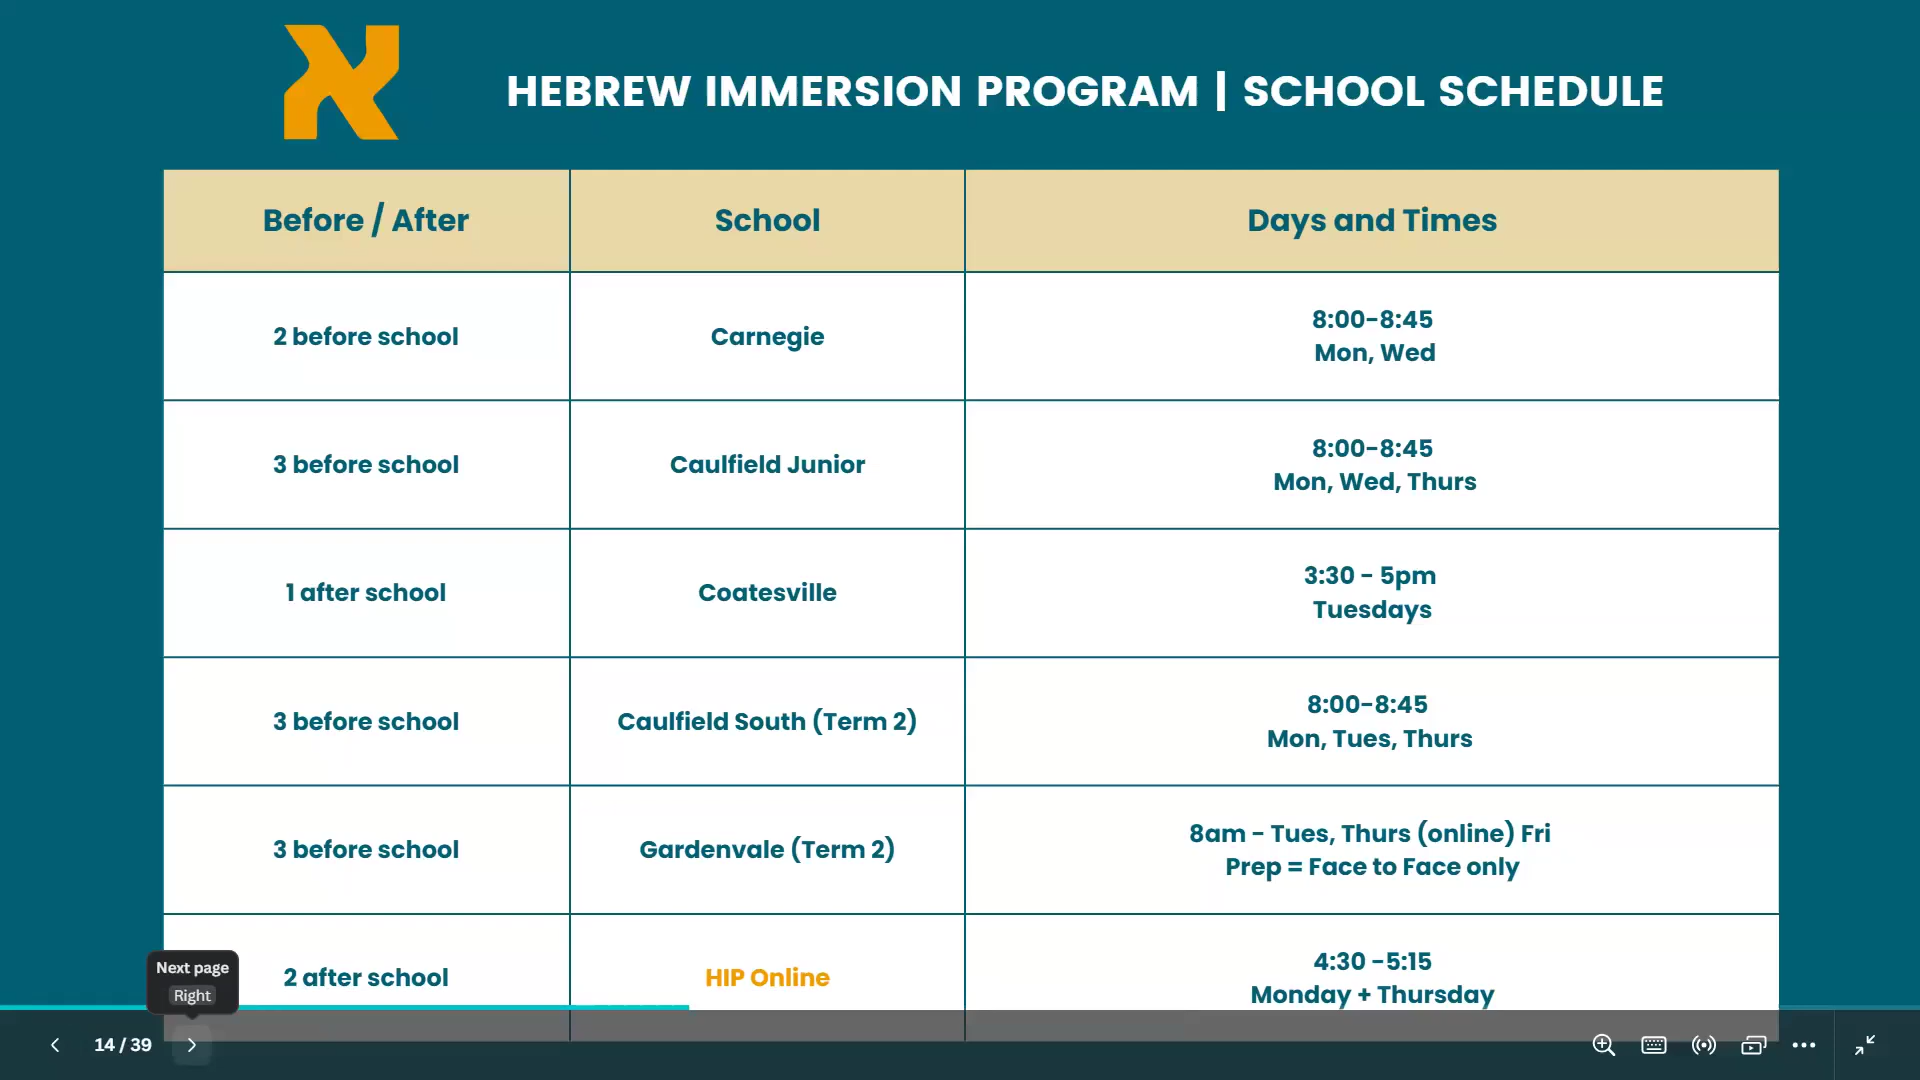 א
HEBREW IMMERSION PROGRAM | SCHOOL SCHEDULE
Before / After
School
Days and Times
2 before school
Carnegie
8:00-8:45
Mon, Wed
3 before school
Caulfield Junior
8:00-8:45
Mon, Wed, Thurs
1 after school
Coatesville
3:30 - 5pm
Tuesdays
3 before school
Caulfield South (Term 2)
8:00-8:45
Mon, Tues, Thurs
3 before school
Gardenvale (Term 2)
8am - Tues, Thurs (online) Fri
Prep = Face to Face only
2 after school
HIP Online
4:30 -5:15
Monday + Thursday
Next page
Right
14 / 39